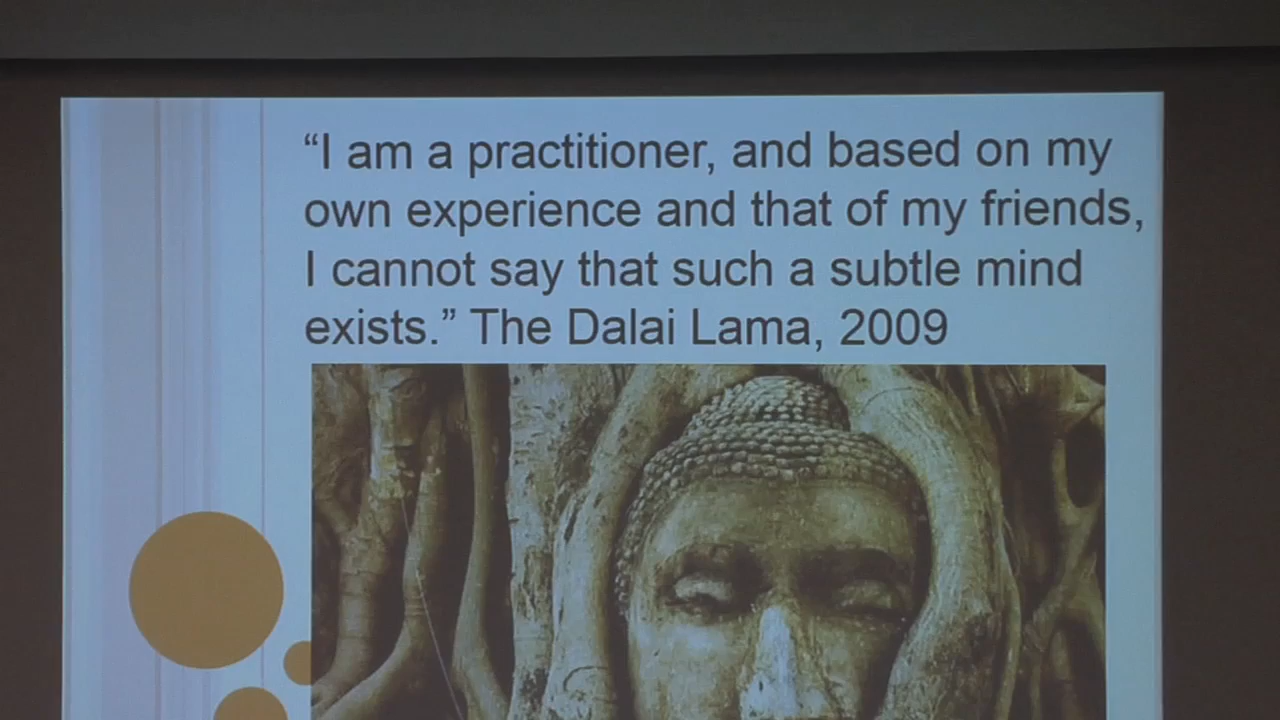 “I am a practitioner, and based on my
own experience and that of my friends,
I cannot say that such a subtle mind
exists.” The Dalai Lama, 2009